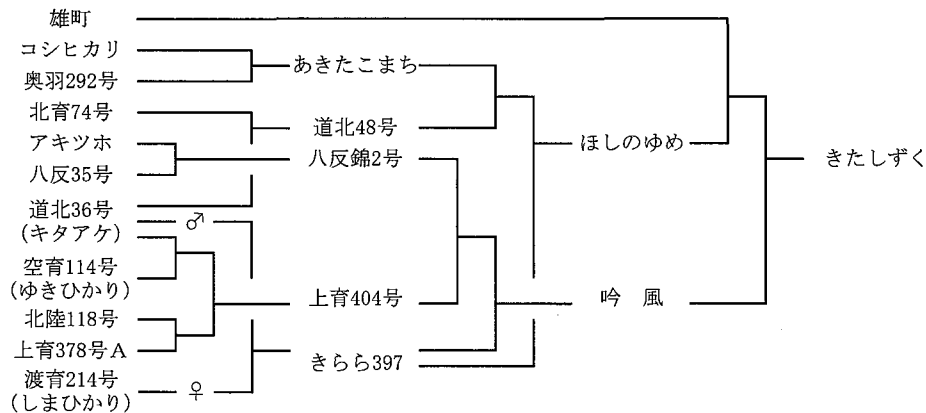 雄町
コシヒカリ
奥羽292号
北育74号
アキツホ
八反35号
道北36号
(キタアケ)
空育114号
(ゆきひかり)
北陸118号
上育378号A
渡育214号
(しまひかり)
♂
♀
あきたこまち
道北48号
八反錦2号
上育404号
きらら397
ほしのゆめ
吟　風
きたしずく